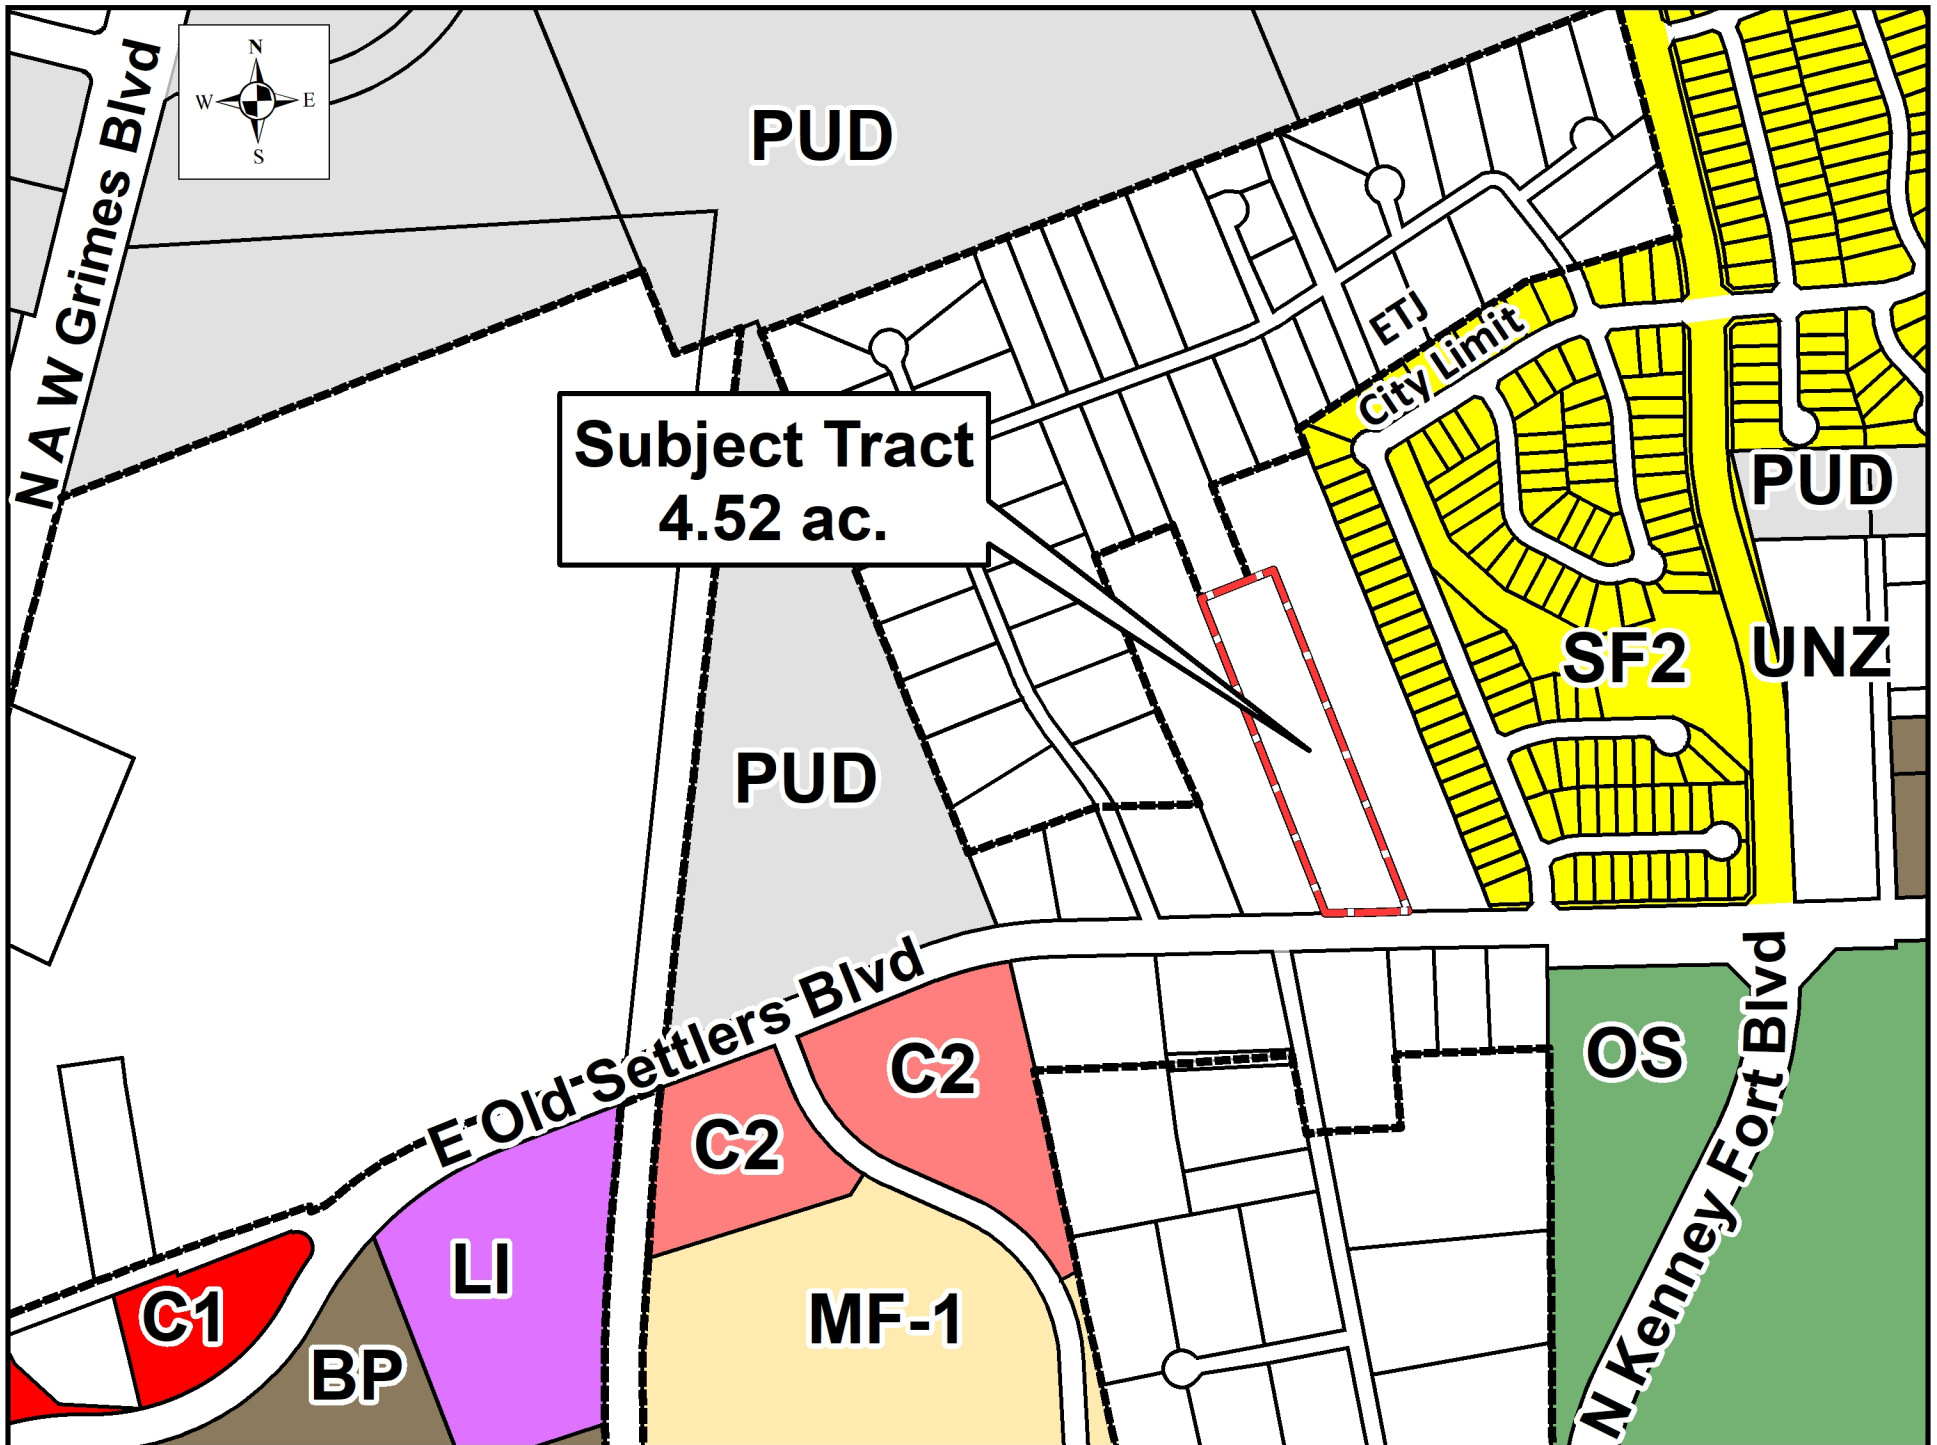 N
W
E
S
N A W Grimes Blvd
PUD
ETJ
City Limit
Subject Tract
4.52 ac.
PUD
SF2
UNZ
PUD
E Old Settlers Blvd
C2
C2
OS
N Kenney Fort Blvd
LI
C1
MF-1
BP